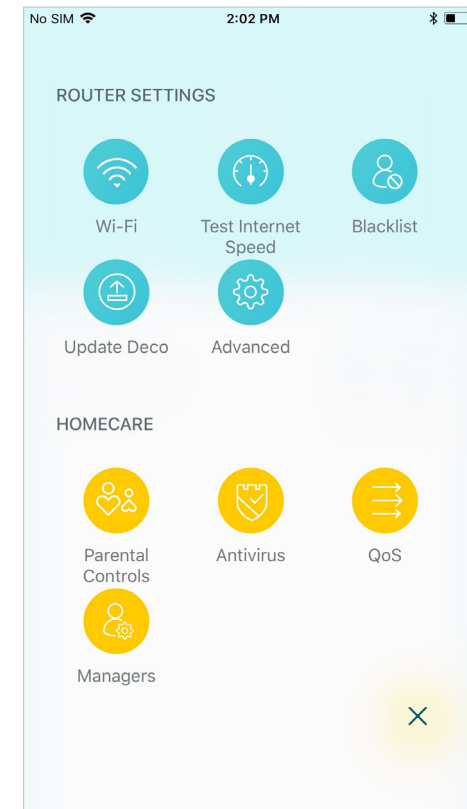 No SIM 2:02 PM
ROUTER SETTINGS
Wi-Fi Test Internet Blacklist
Speed
Update Deco Advanced
HOMECARE
Parental Antivirus QoS
Controls
Managers